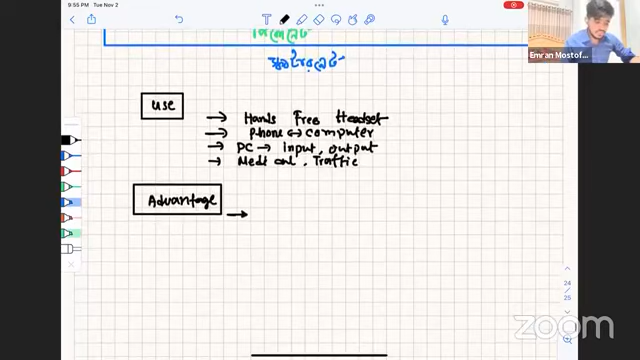 9:55 PM Tue Nov 2
use
→ Hands Free Headset
→ Phone ↔ computer
→ PC → Input, output
→ Medical, Traffic
Advantage →
Emran Mostof...
24
/
25
zoom